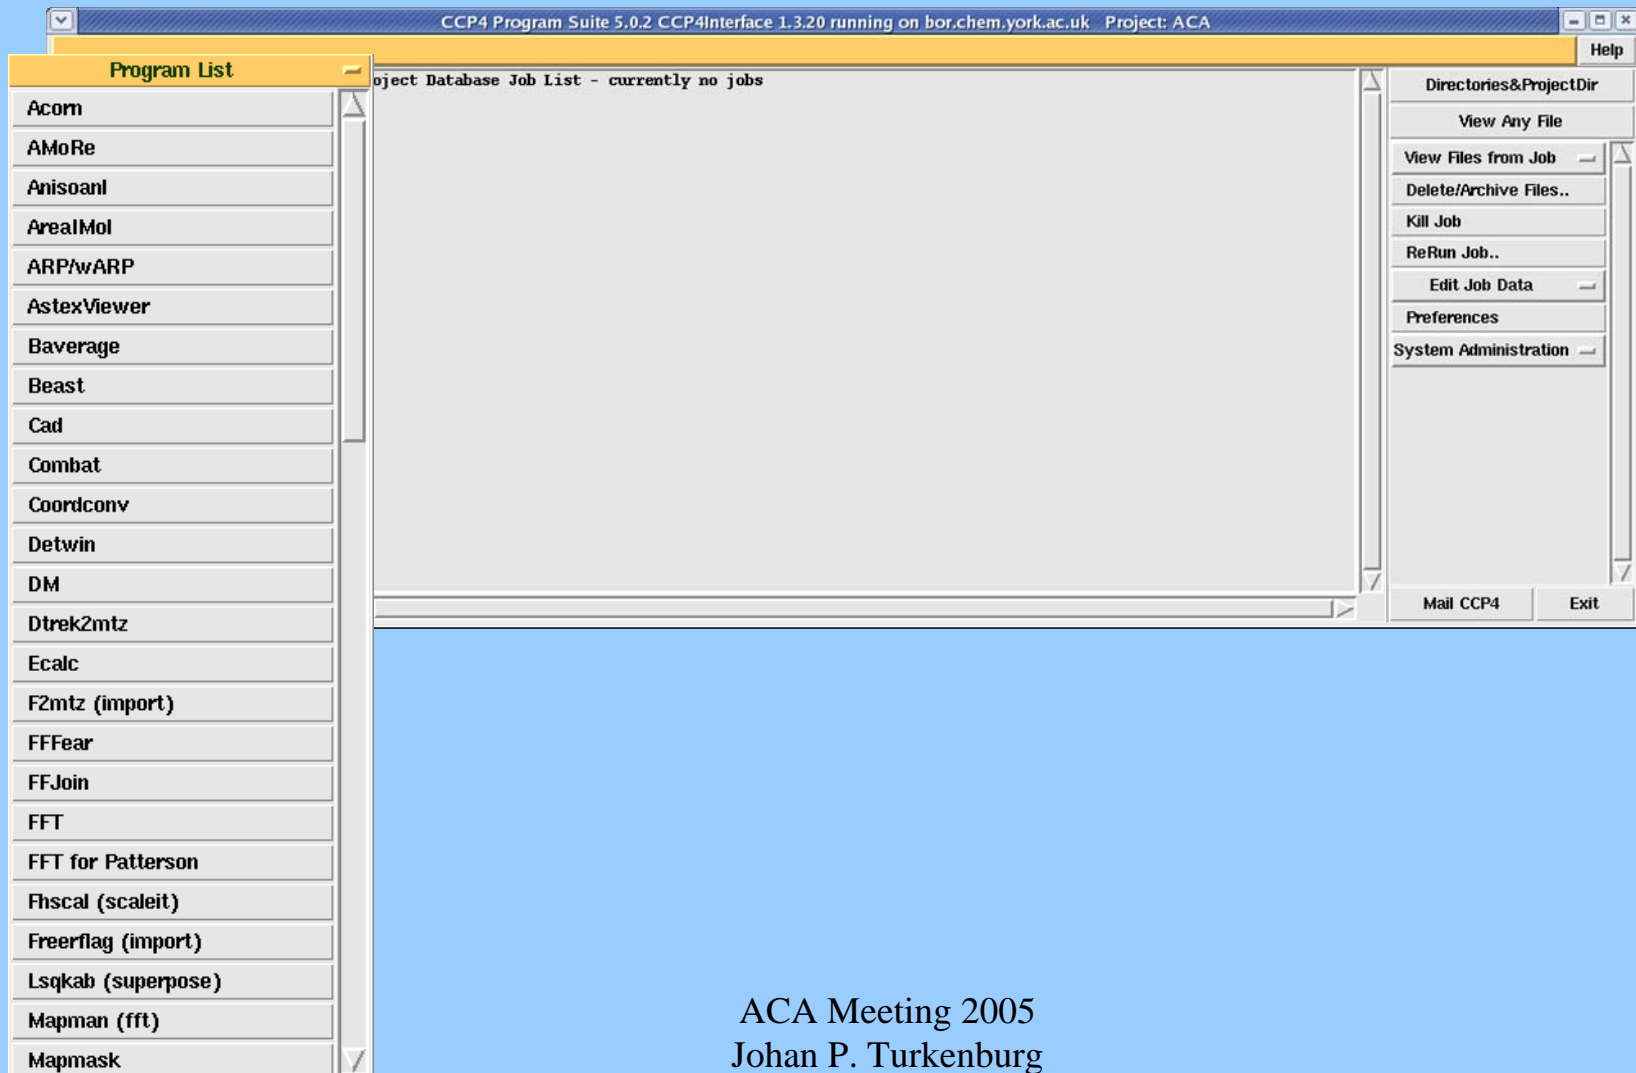 CCP4 Program Suite 5.0.2 CCP4Interface 1.3.20 running on bor.chem.york.ac.uk Project: ACA
Help
Program List
oject Database Job List - currently no jobs
Acorn
AMoRe
Anisoanl
ArealMol
ARP/wARP
AstexViewer
Baverage
Beast
Cad
Combat
Coordconv
Detwin
DM
Dtrek2mtz
Ecalc
F2mtz (import)
FFFear
FFJoin
FFT
FFT for Patterson
Fhscal (scaleit)
Freerflag (import)
Lsqkab (superpose)
Mapman (fft)
Mapmask
Directories&ProjectDir
View Any File
View Files from Job
Delete/Archive Files..
Kill Job
ReRun Job..
Edit Job Data
Preferences
System Administration
Mail CCP4
Exit
ACA Meeting 2005
Johan P. Turkenburg